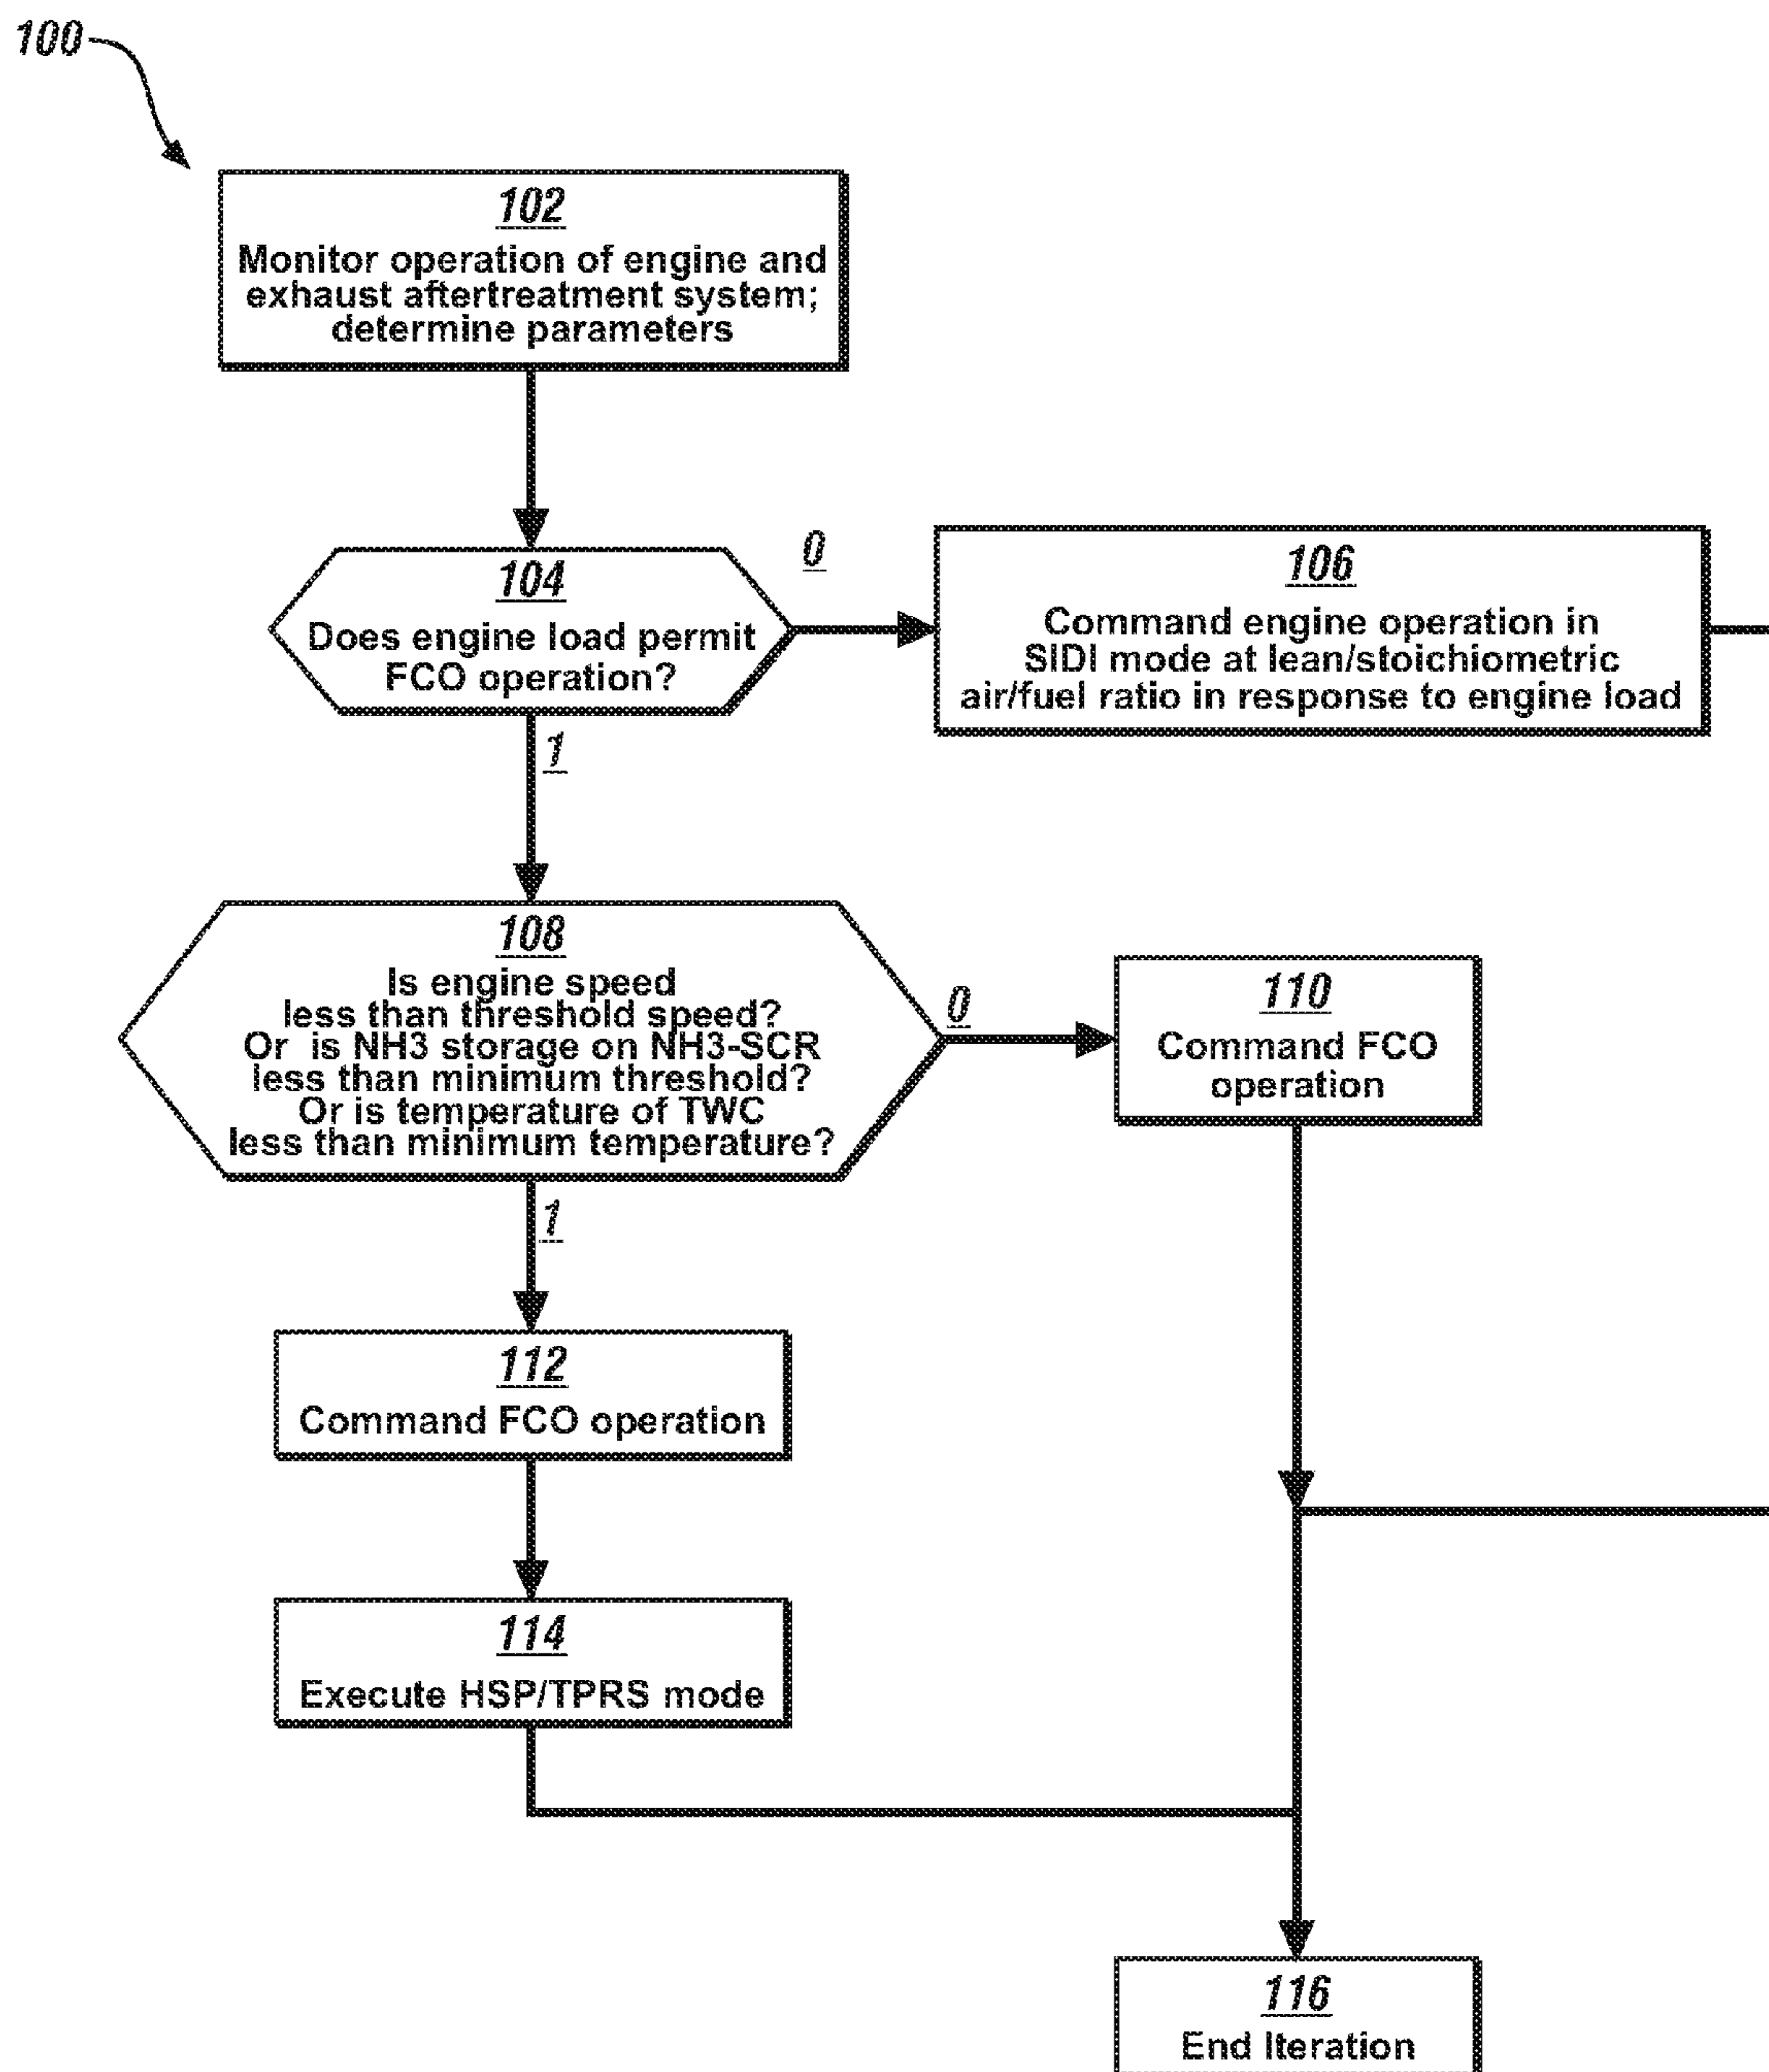 100
102
Monitor operation of engine and
exhaust aftertreatment system;
determine parameters
104
Does engine load permit
FCO operation?
0
106
Command engine operation in
SIDI mode at lean/stoichiometric
air/fuel ratio in response to engine load
1
108
Is engine speed
less than threshold speed?
Or is NH3 storage on NH3-SCR
less than minimum threshold?
Or is temperature of TWC
less than minimum temperature?
0
110
Command FCO
operation
1
112
Command FCO operation
114
Execute HSP/TPRS mode
116
End Iteration